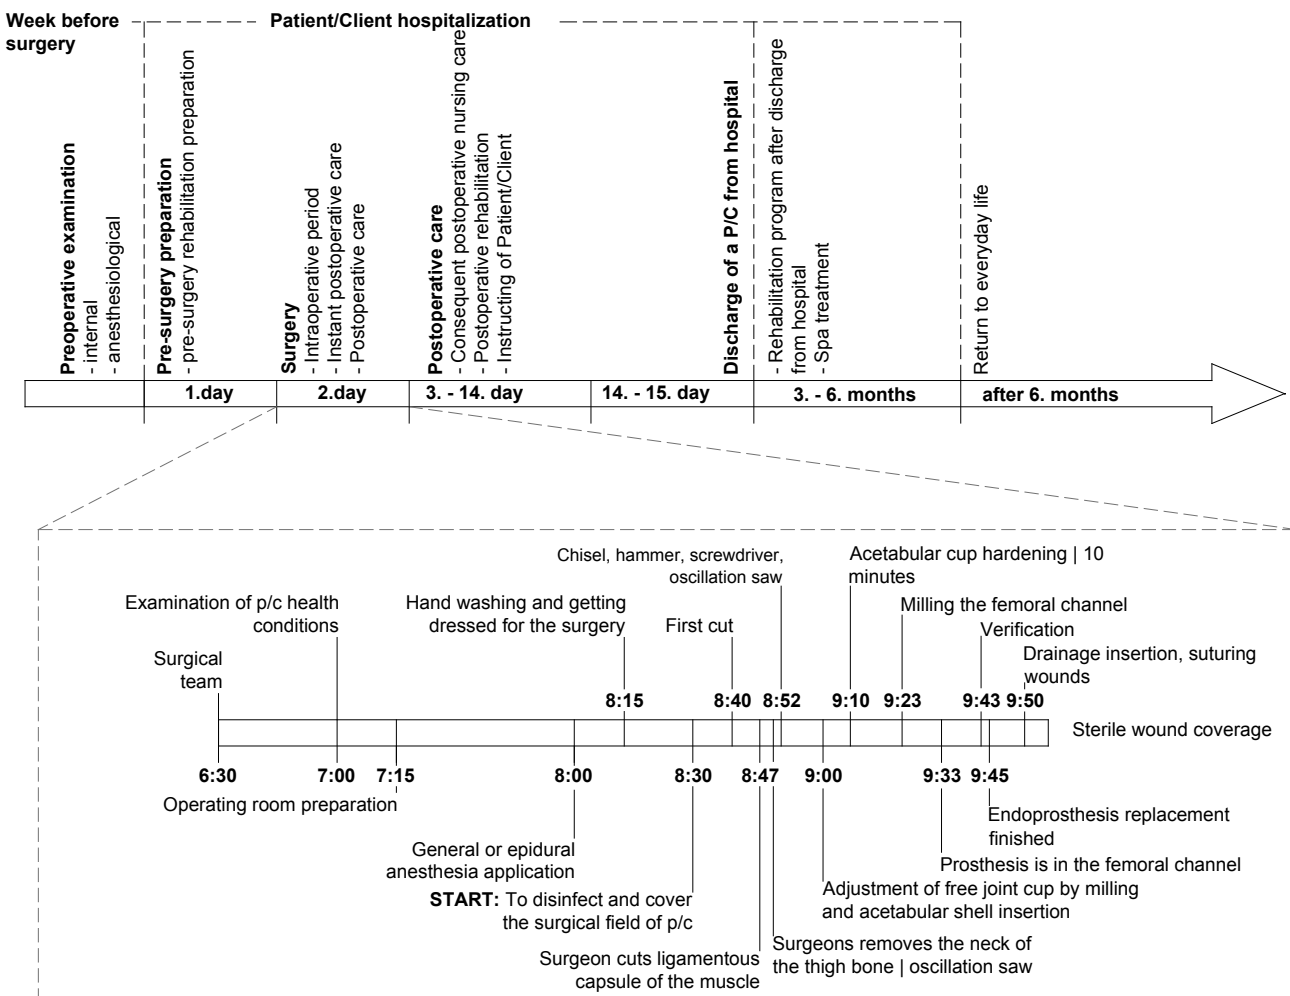 Week before
surgery
Patient/Client hospitalization
Preoperative examination
- internal
- anesthesiological
Pre-surgery preparation
- pre-surgery rehabilitation preparation
Surgery
- Intraoperative period
- Instant postoperative care
- Postoperative care
Postoperative care
- Consequent postoperative nursing care
- Postoperative rehabilitation
- Instructing of Patient/Client
Discharge of a P/C from hospital
- Rehabilitation program after discharge
from hospital
- Spa treatment
Return to everyday life
1.day
2.day
3. - 14. day
14. - 15. day
3. - 6. months
after 6. months
Chisel, hammer, screwdriver,
oscillation saw
Acetabular cup hardening | 10
minutes
Examination of p/c health
conditions
Hand washing and getting
dressed for the surgery
First cut
Milling the femoral channel
Verification
Drainage insertion, suturing
wounds
Surgical
team
8:15
8:40
8:52
9:10
9:23
9:43
9:50
Sterile wound coverage
6:30
7:00
7:15
8:00
8:30
8:47
9:00
9:33
9:45
Operating room preparation
Endoprosthesis replacement
finished
General or epidural
anesthesia application
Prosthesis is in the femoral channel
START: To disinfect and cover
the surgical field of p/c
Adjustment of free joint cup by milling
and acetabular shell insertion
Surgeon cuts ligamentous
capsule of the muscle
Surgeons removes the neck of
the thigh bone | oscillation saw